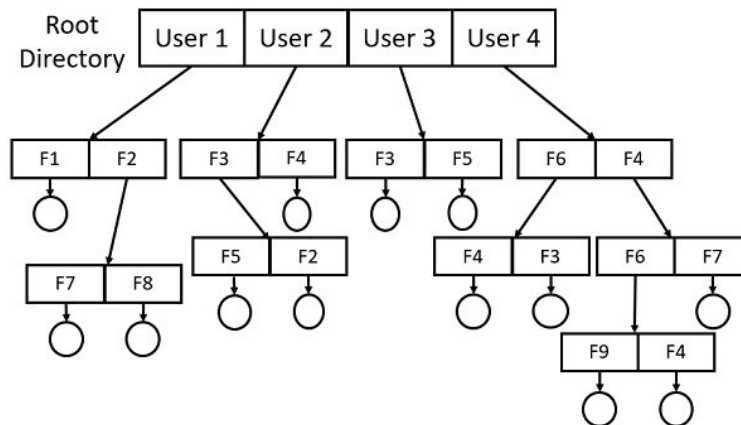 Root
Directory
User 1 User 2 User 3 User 4
F1 F2 F3 F4 F3 F5 F6 F4
F5 F2 F4 F3 F6 F7
F7 F8
F9 F4